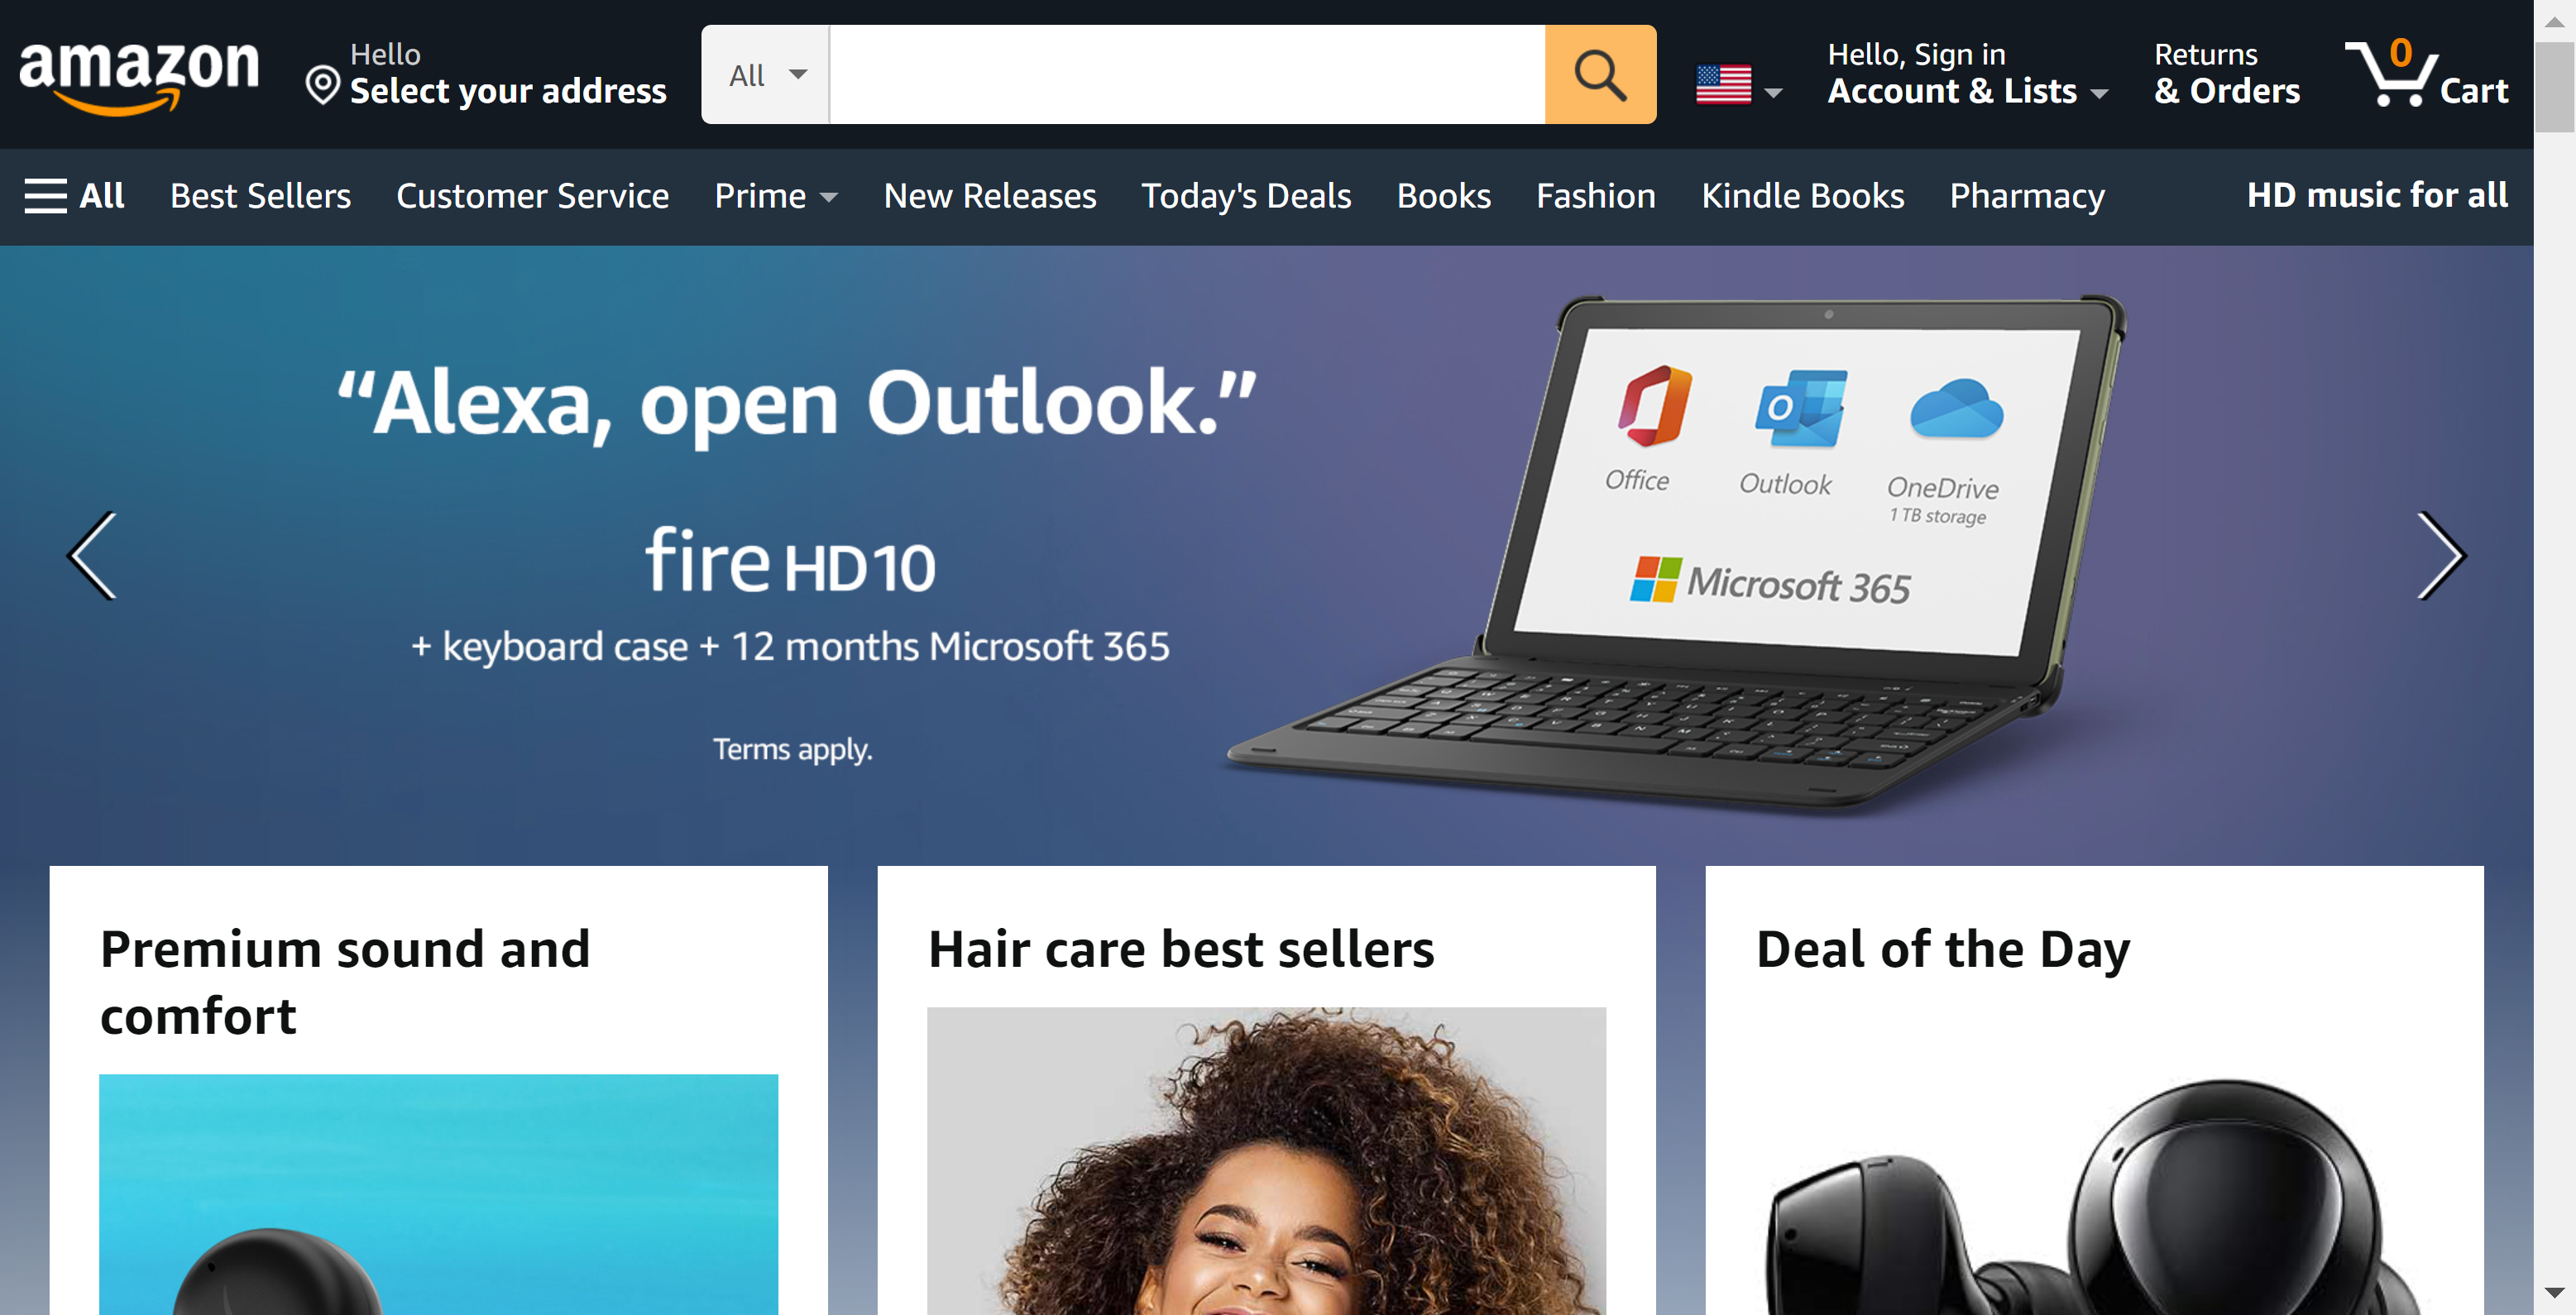 amazon
Hello
Select your address
All
Hello, Sign in
Account & Lists
Returns
& Orders
0
Cart
All
Best Sellers
Customer Service
Prime
New Releases
Today's Deals
Books
Fashion
Kindle Books
Pharmacy
HD music for all
“Alexa, open Outlook.”
fire HD10
+ keyboard case + 12 months Microsoft 365
Terms apply.
Office
Outlook
OneDrive
1 TB storage
Microsoft 365
Premium sound and
comfort
Hair care best sellers
Deal of the Day